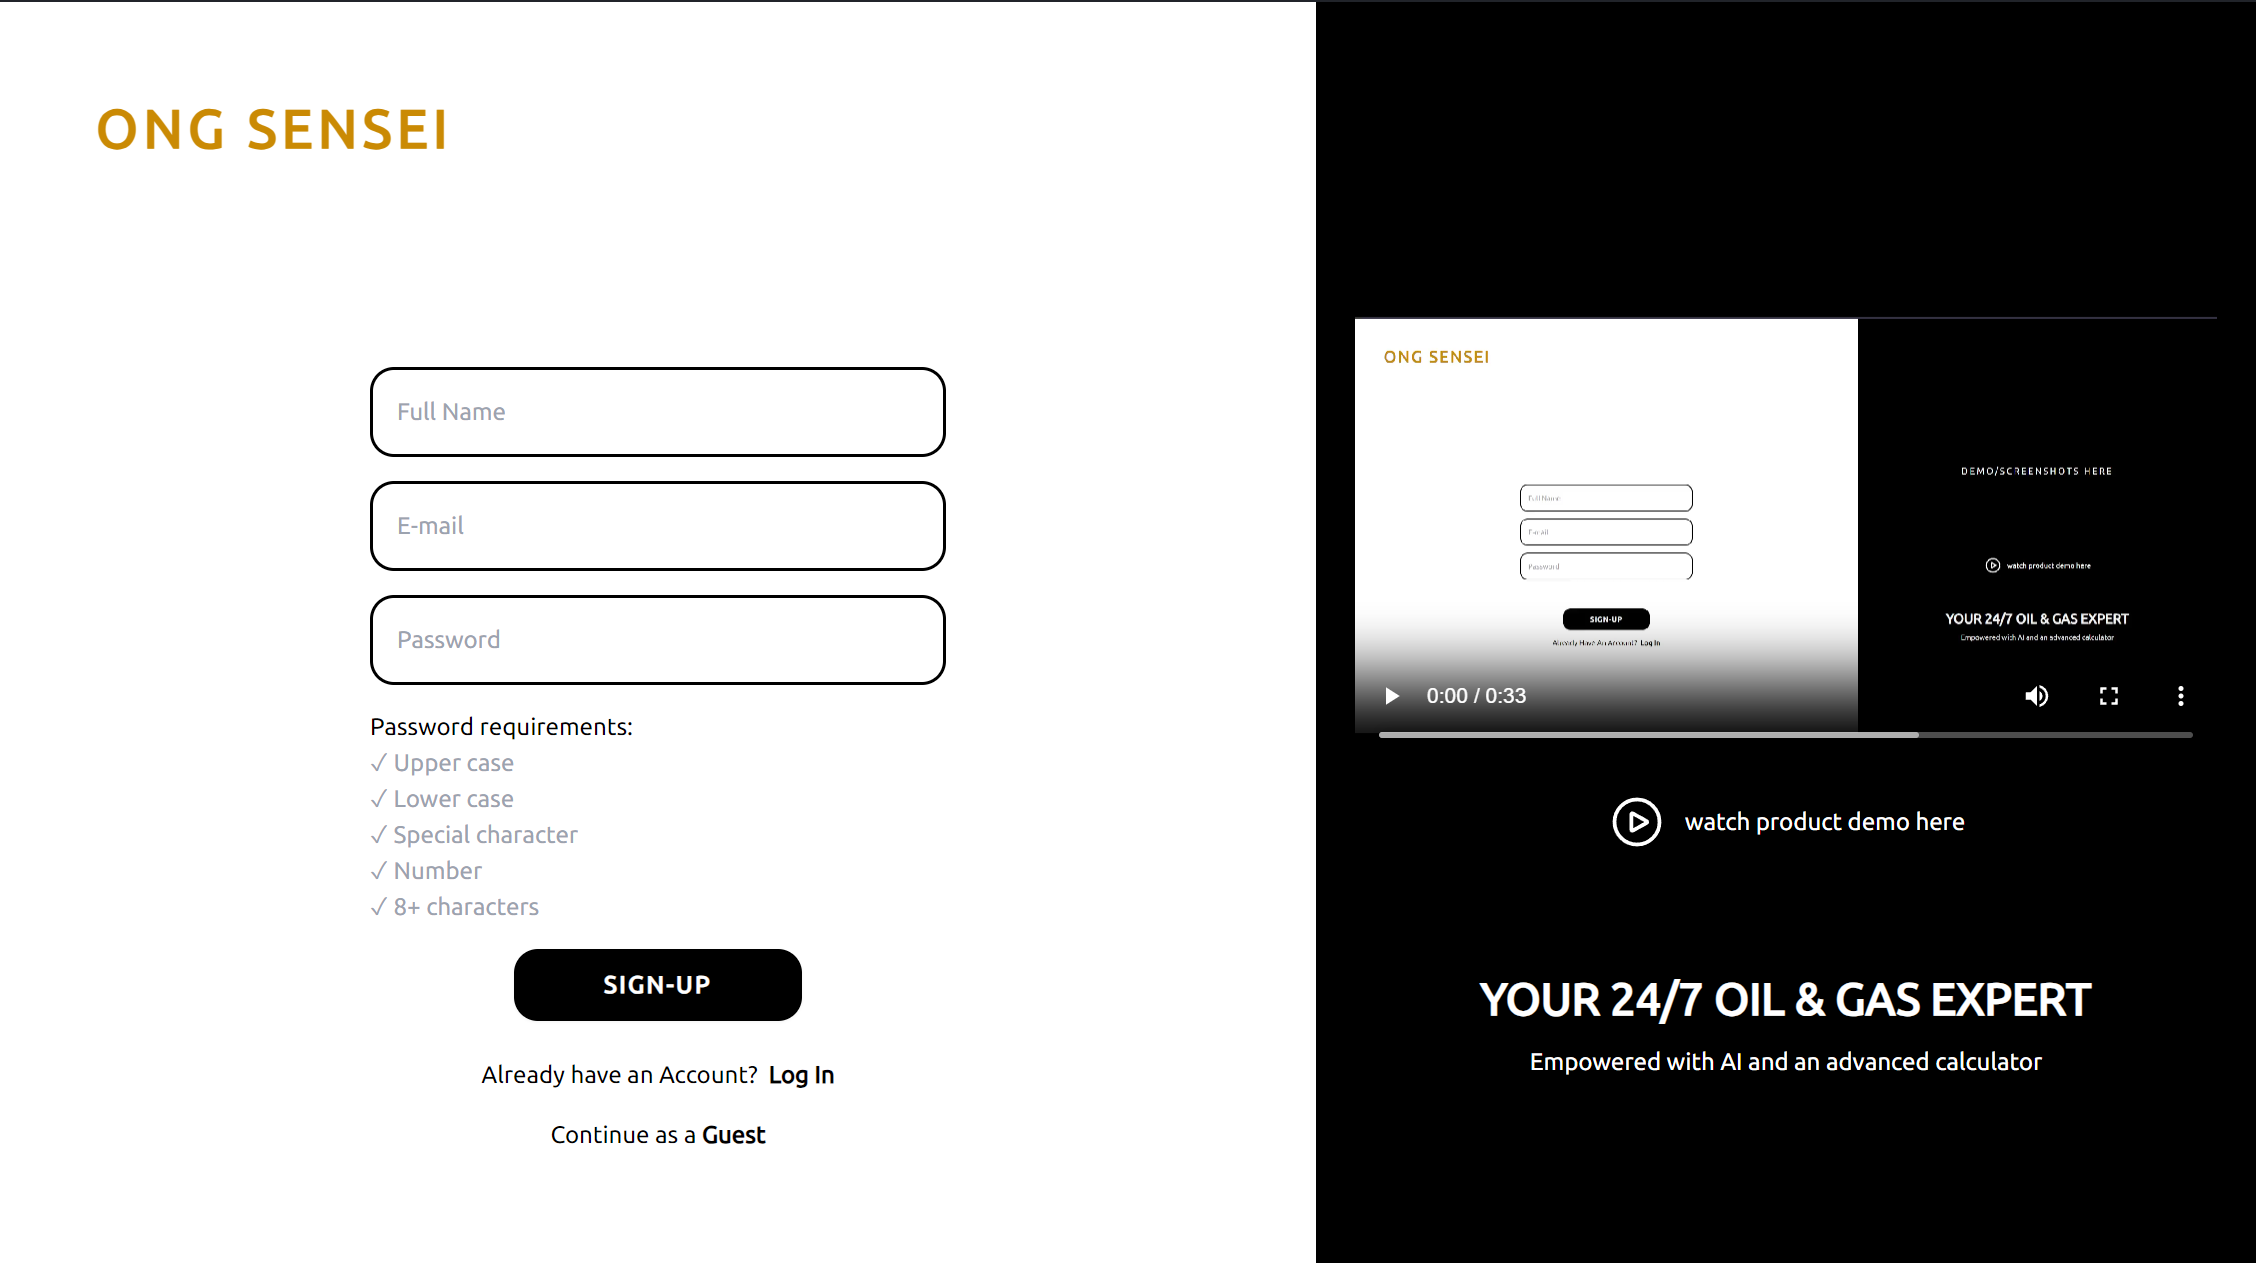 ONG SENSEI
Full Name
E-mail
Password
Password requirements:
✓ Upper case
✓ Lower case
✓ Special character
✓ Number
✓ 8+ characters
SIGN-UP
Already have an Account? Log In
Continue as a Guest
ONG SENSEI
Full Name
E-mail
Password
SIGN-UP
Already Have An Account? Log In
DEMO/SCREENSHOTS HERE
watch product demo here
YOUR 24/7 OIL & GAS EXPERT
Empowered with AI and an advanced calculator
0:00 / 0:33
watch product demo here
YOUR 24/7 OIL & GAS EXPERT
Empowered with AI and an advanced calculator